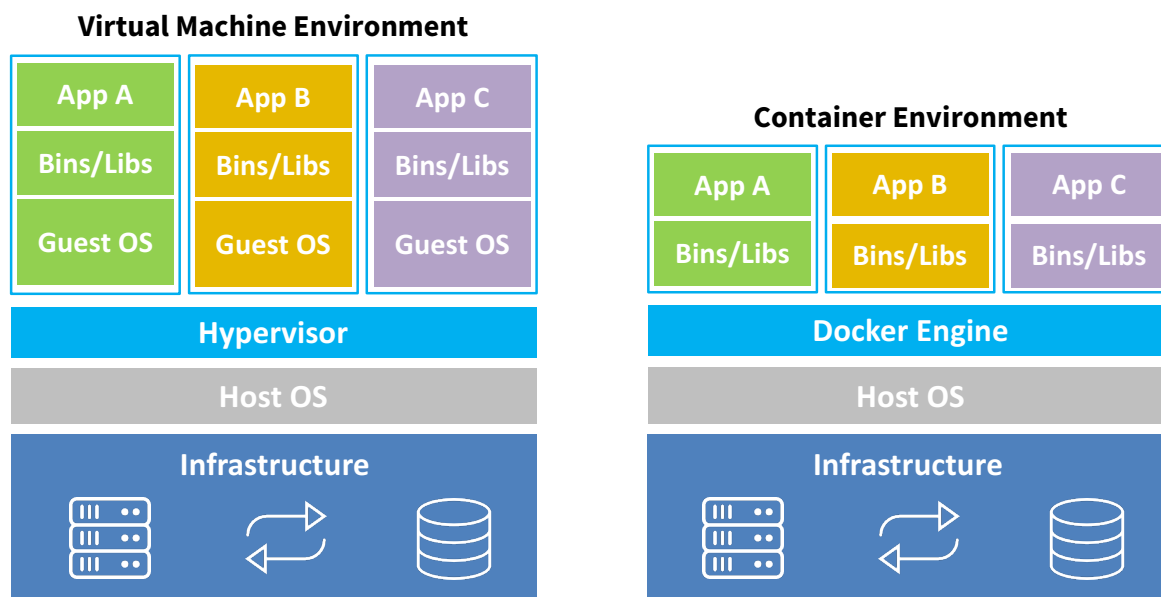 Virtual Machine Environment
App A
App B
App C
Bins/Libs
Bins/Libs
Bins/Libs
Guest OS
Guest OS
Guest OS
Hypervisor
Host OS
Infrastructure
Container Environment
App A
App B
App C
Bins/Libs
Bins/Libs
Bins/Libs
Docker Engine
Host OS
Infrastructure